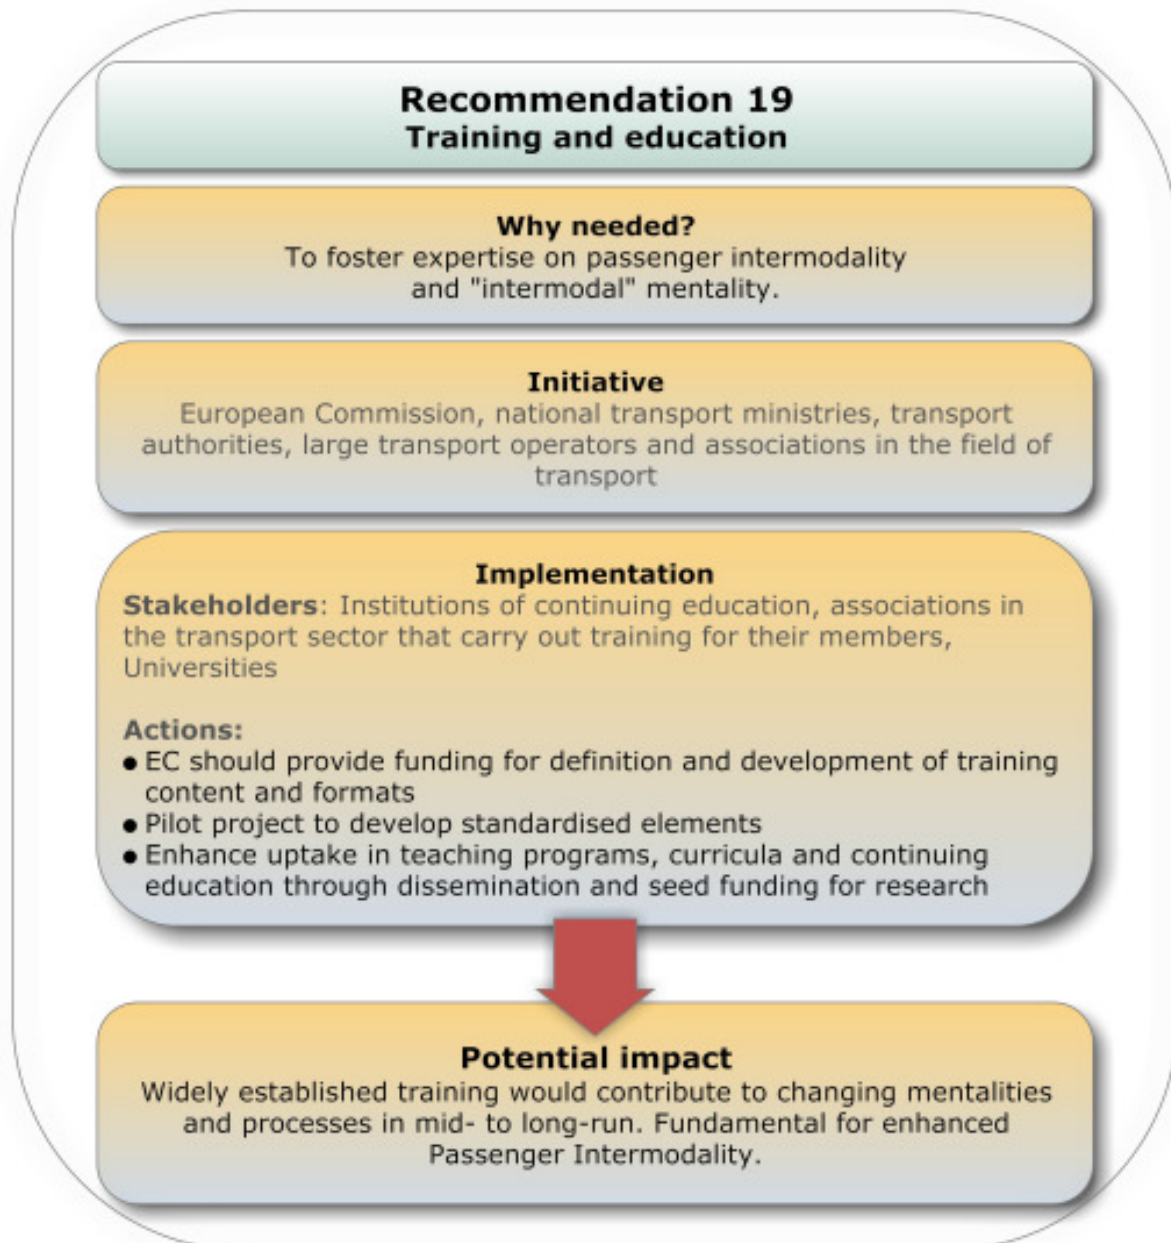 Recommendation 19
Training and education
Why needed?
To foster expertise on passenger intermodality
and "intermodal" mentality.
Initiative
European Commission, national transport ministries, transport
authorities, large transport operators and associations in the field of
transport
Implementation
Stakeholders: Institutions of continuing education, associations in
the transport sector that carry out training for their members,
Universities
Actions:
● EC should provide funding for definition and development of training
content and formats
● Pilot project to develop standardised elements
● Enhance uptake in teaching programs, curricula and continuing
education through dissemination and seed funding for research
Potential impact
Widely established training would contribute to changing mentalities
and processes in mid- to long-run. Fundamental for enhanced
Passenger Intermodality.